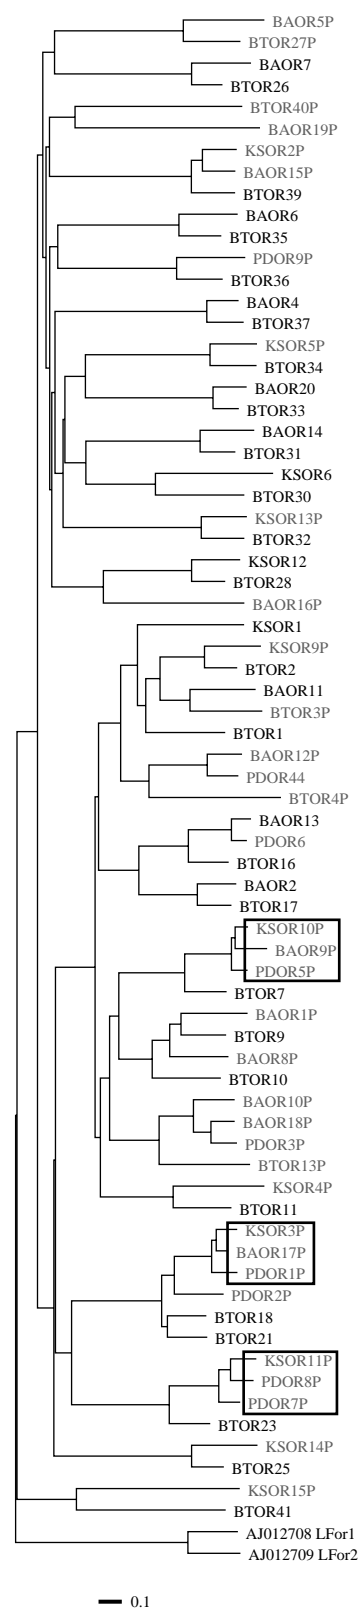 BAOR5P
BTOR27P
BAOR7
BTOR26
BTOR40P
BAOR19P
KSOR2P
BAOR15P
BTOR39
BAOR6
BTOR35
PDOR9P
BTOR36
BAOR4
BTOR37
KSOR5P
BTOR34
BAOR20
BTOR33
BAOR14
BTOR31
KSOR6
BTOR30
KSOR13P
BTOR32
KSOR12
BTOR28
BAOR16P
KSOR1
KSOR9P
BTOR2
BAOR11
BTOR3P
BTOR1
BAOR12P
PDOR44
BTOR4P
BAOR13
PDOR6
BTOR16
BAOR2
BTOR17
KSOR10P
BAOR9P
PDOR5P
BTOR7
BAOR1P
BTOR9
BAOR8P
BTOR10
BAOR10P
BAOR18P
PDOR3P
BTOR13P
KSOR4P
BTOR11
KSOR3P
BAOR17P
PDOR1P
PDOR2P
BTOR18
BTOR21
KSOR11P
PDOR8P
PDOR7P
BTOR23
KSOR14P
BTOR25
KSOR15P
BTOR41
AJ012708 LFor1
AJ012709 LFor2
0.1